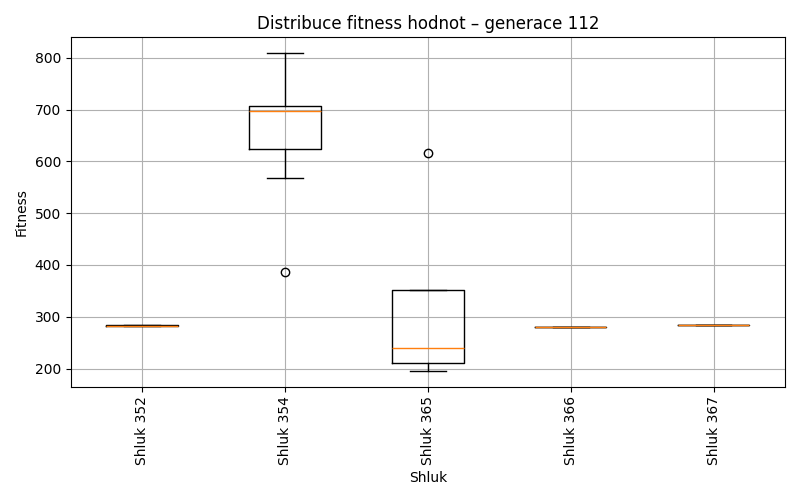 Distribuce fitness hodnot – generace 112
Fitness
800
700
600
500
400
300
200
Shluk 352
Shluk 354
Shluk 365
Shluk 366
Shluk 367
Shluk